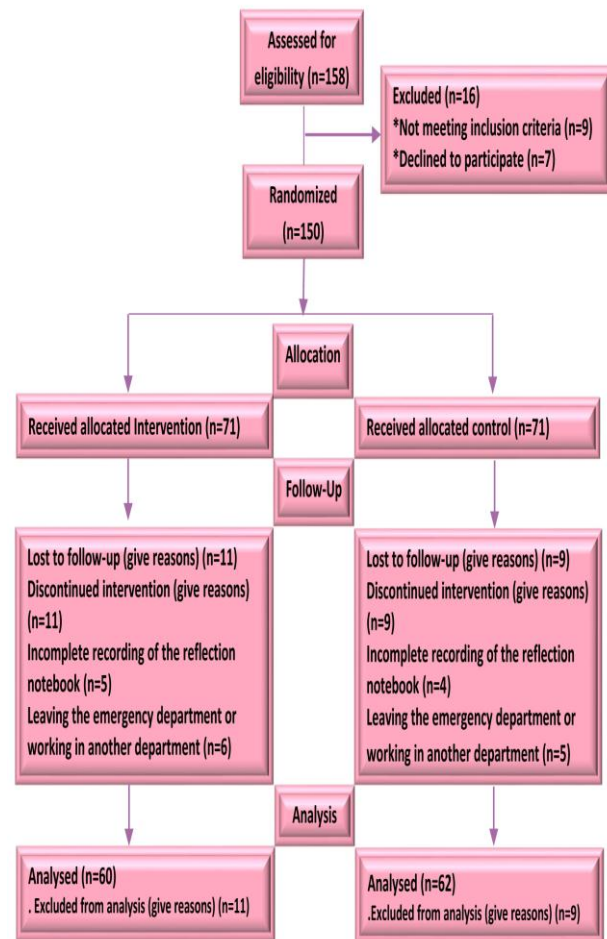 Assessed for
eligibility (n=158)
Excluded (n=16)
*Not meeting inclusion criteria (n=9)
*Declined to participate (n=7)
Randomized
(n=150)
Allocation
Received allocated Intervention (n=71)
Received allocated control (n=71)
Follow-Up
Lost to follow-up (give reasons) (n=11)
Discontinued intervention (give reasons)
(n=11)
Incomplete recording of the reflection
notebook (n=5)
Leaving the emergency department or
working in another department (n=6)
Lost to follow-up (give reasons) (n=9)
Discontinued intervention (give reasons)
(n=9)
Incomplete recording of the reflection
notebook (n=4)
Leaving the emergency department or
working in another department (n=5)
Analysis
Analysed (n=60)
. Excluded from analysis (give reasons) (n=11)
Analysed (n=62)
.Excluded from analysis (give reasons) (n=9)